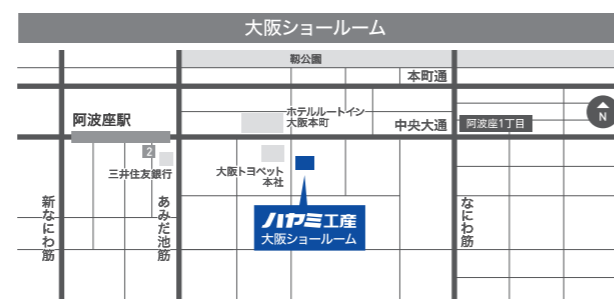 大阪ショールーム
靱公園
本町通
ホテルルートイン
大阪本町
阿波座駅
中央大通
阿波座1丁目
N
2
三井住友銀行
大阪トヨペット
本社
新なにわ筋
あみだ池筋
なにわ筋
ハヤミ工産
大阪ショールーム